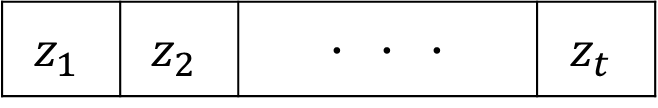 z₁ z₂ · · · zₜ